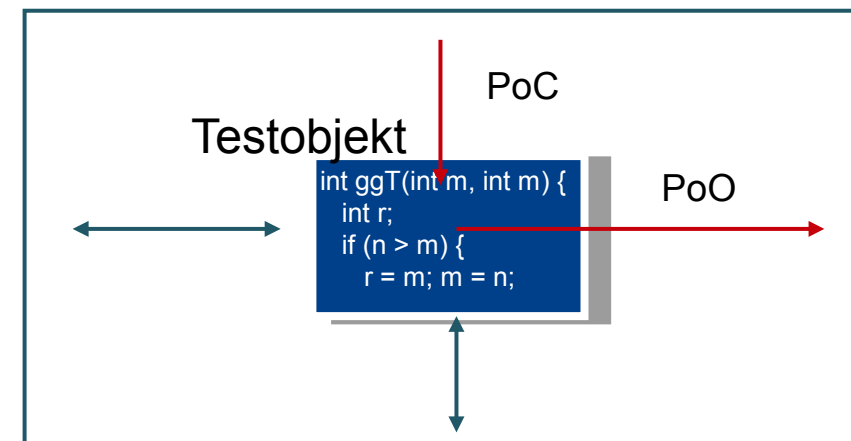 PoC
Testobjekt
int ggT(int m, int m) {
int r;
if (n > m) {
r = m; m = n;
PoO